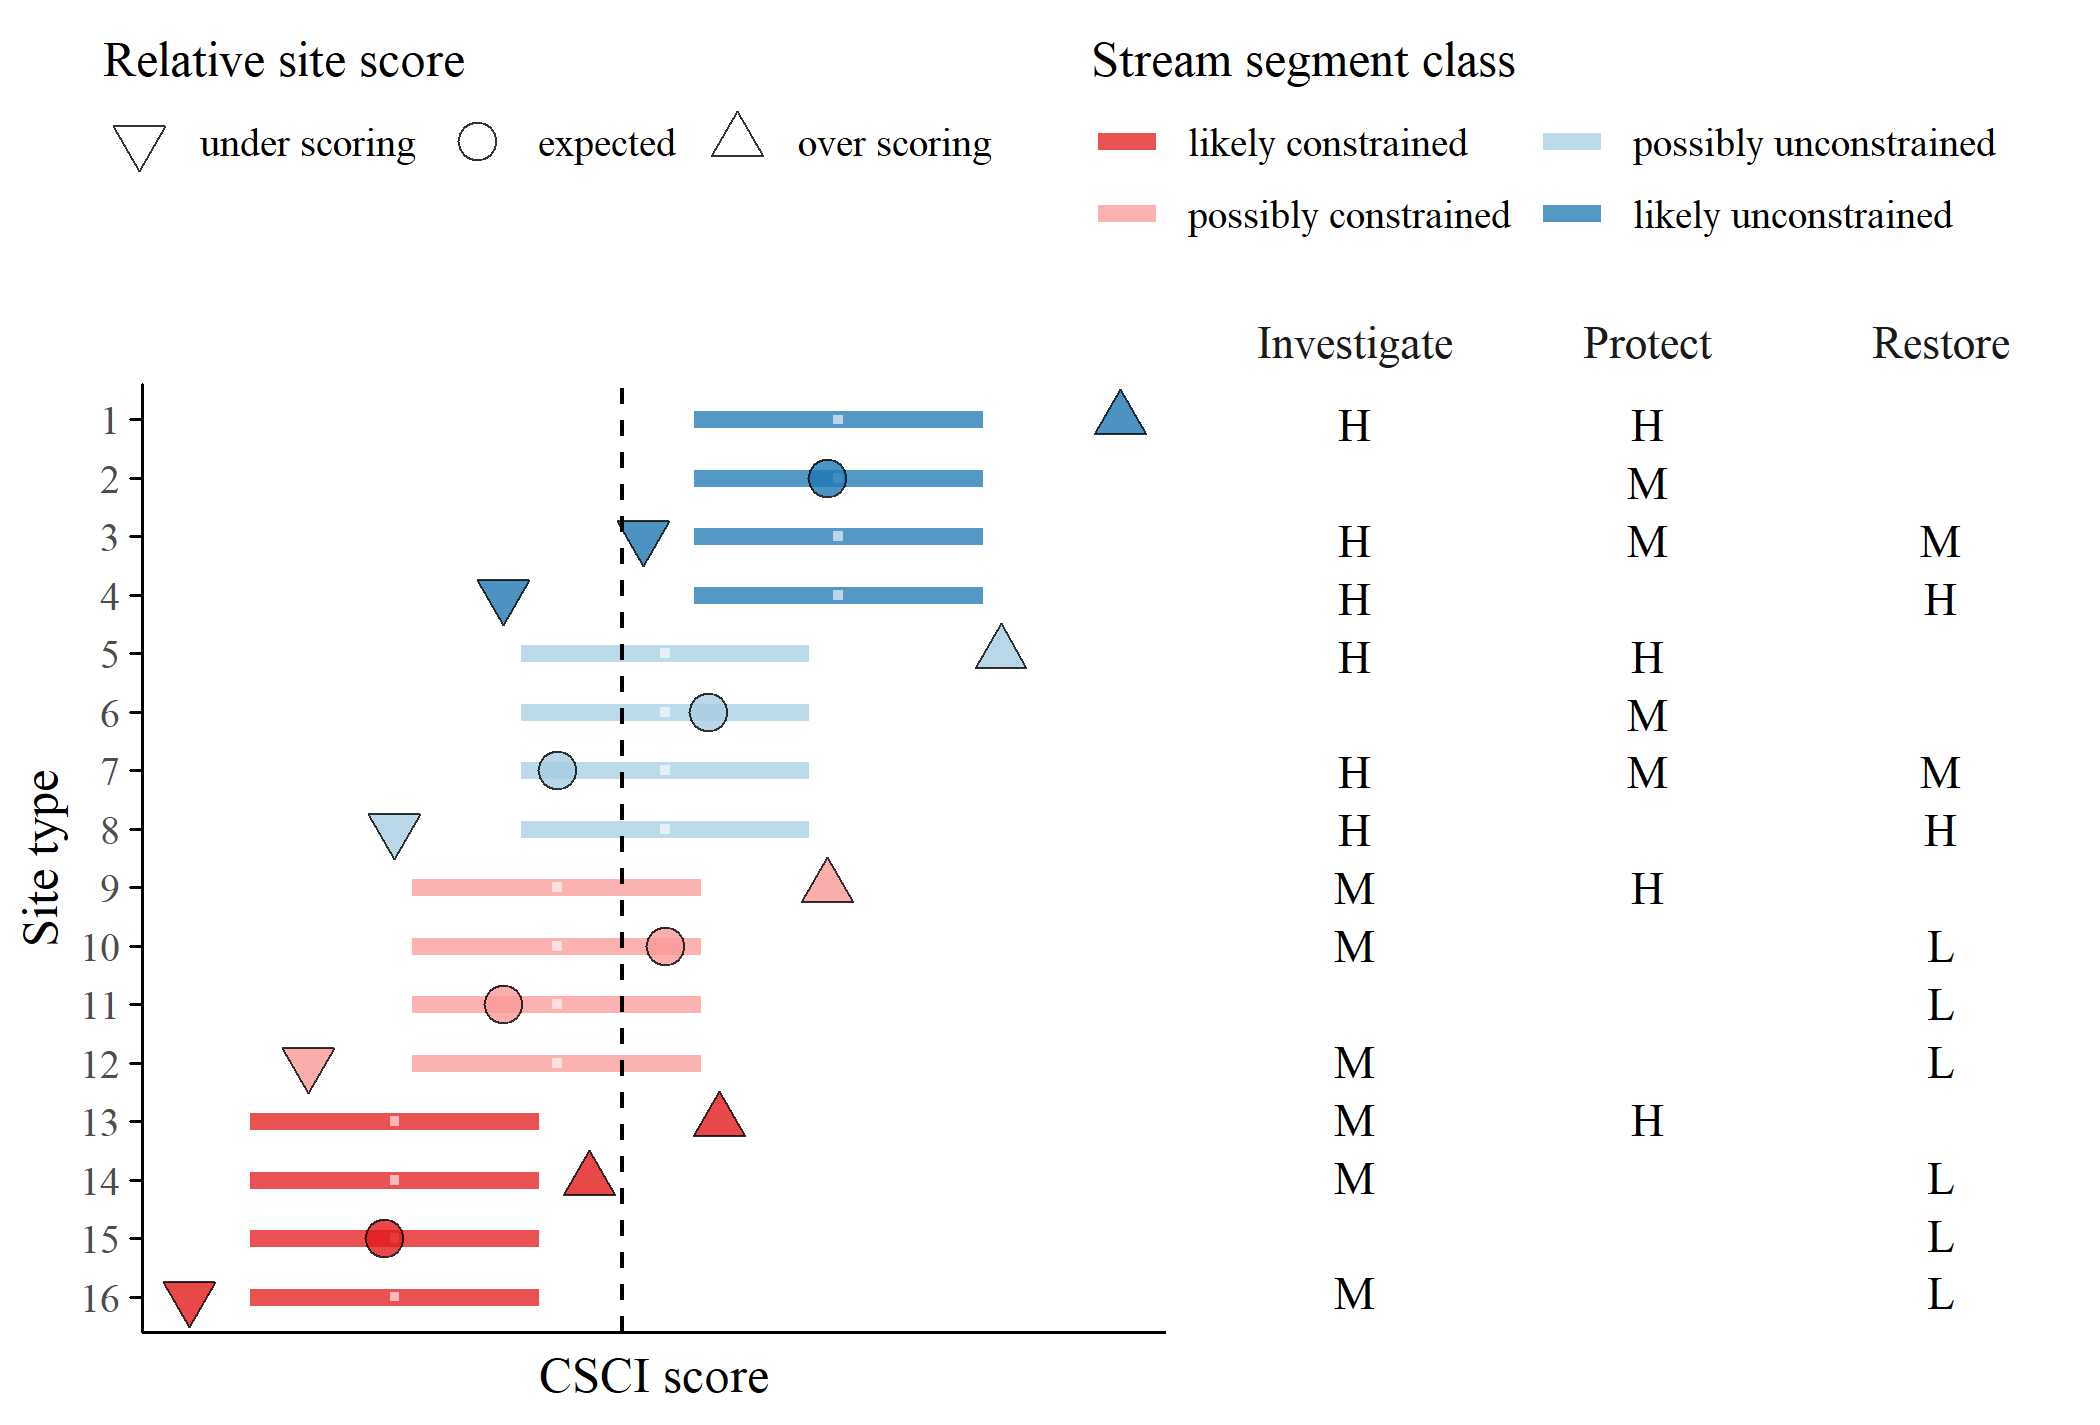 Relative site score
under scoring expected over scoring
Stream segment class
likely constrained possibly unconstrained
possibly constrained likely unconstrained
Investigate Protect Restore
1 H H
2 M
3 H M M
4 H H
5 H H
6 M
7 H M M
8 H H
9 M H
10 M L
11 L
12 M L
13 M H
14 M L
15 L
16 M L
Site type
CSCI score